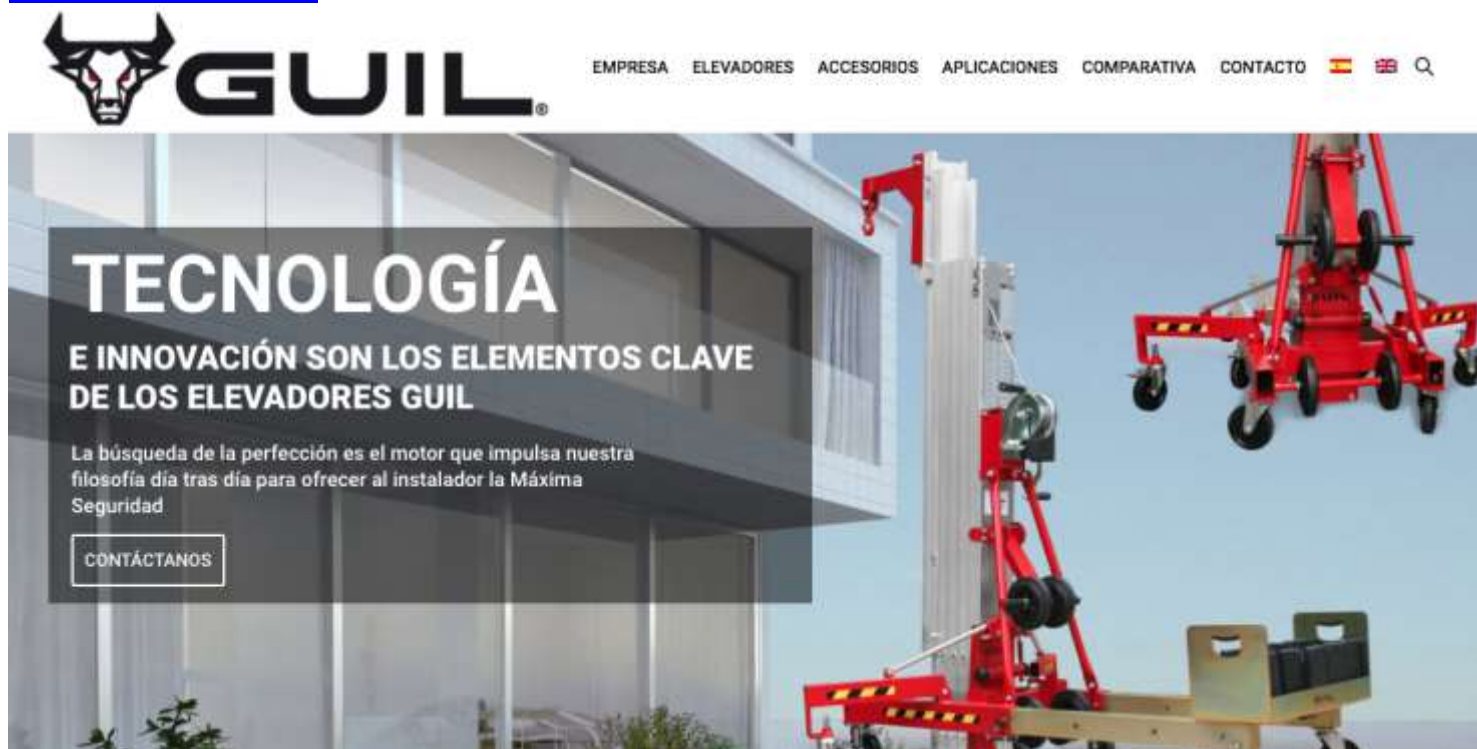 GUIL®
EMPRESA ELEVADORES ACCESORIOS APLICACIONES COMPARATIVA CONTACTO
TECNOLOGÍA
E INNOVACIÓN SON LOS ELEMENTOS CLAVE
DE LOS ELEVADORES GUIL
La búsqueda de la perfección es el motor que impulsa nuestra
filosofía día tras día para ofrecer al instalador la Máxima
Seguridad
CONTÁCTANOS